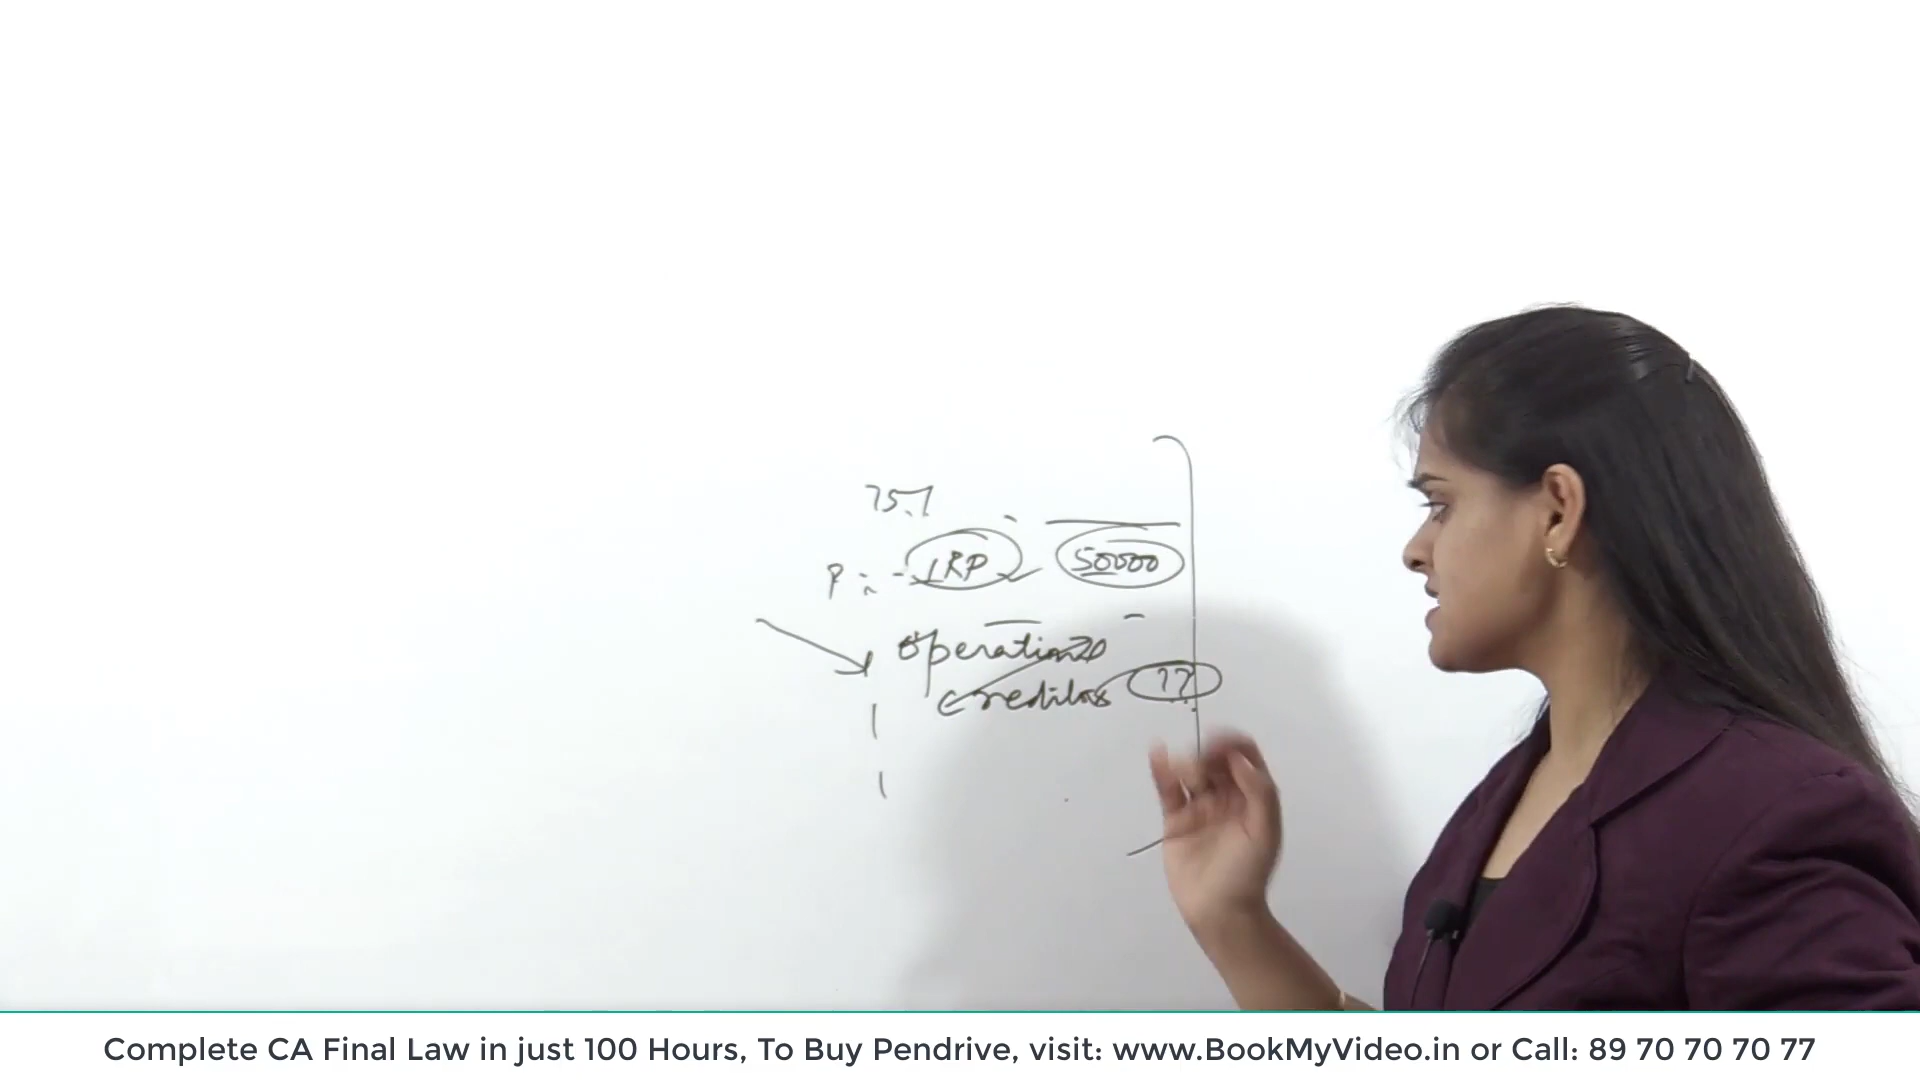 75%
P : - IRP 50000
Operational
creditors ??
Complete CA Final Law in just 100 Hours, To Buy Pendrive, visit: www.BookMyVideo.in or Call: 89 70 70 70 77